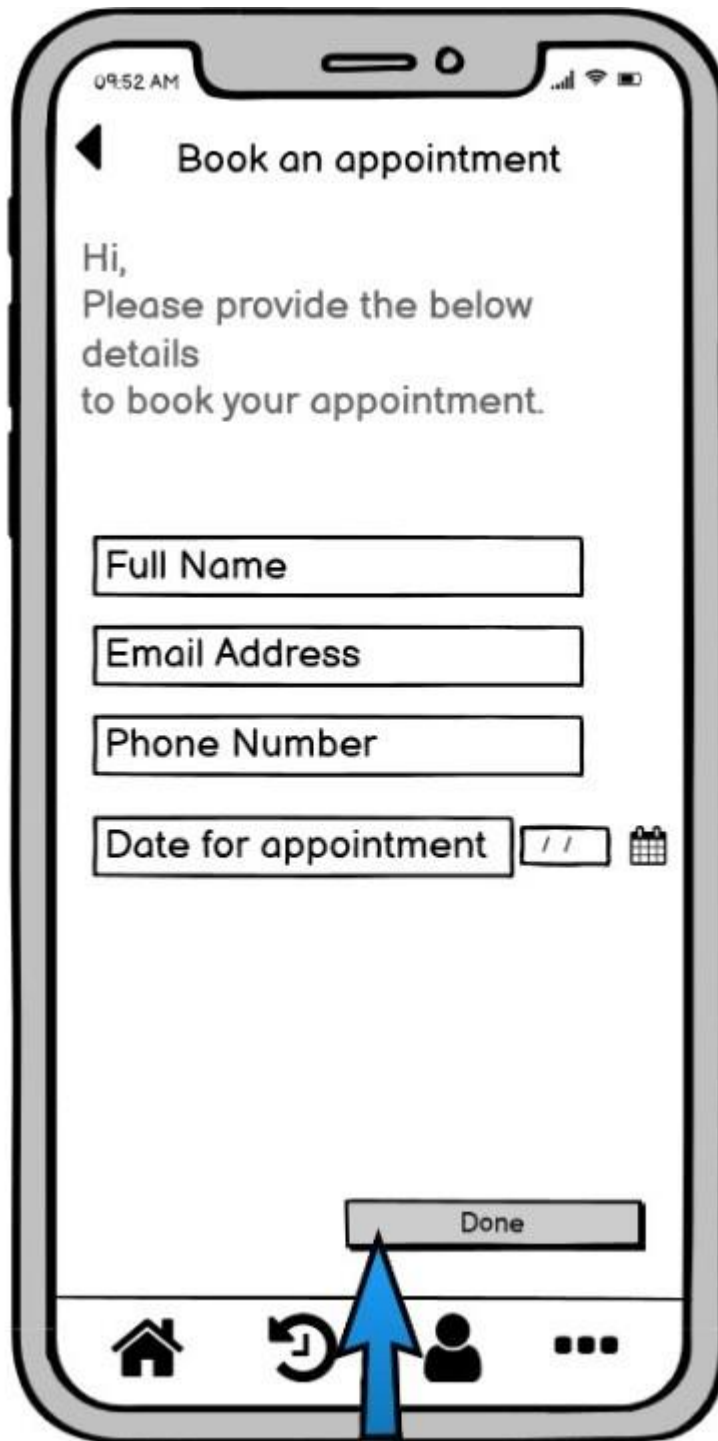 09:52 AM
Book an appointment
Hi,
Please provide the below
details
to book your appointment.
Full Name
Email Address
Phone Number
Date for appointment / /
Done